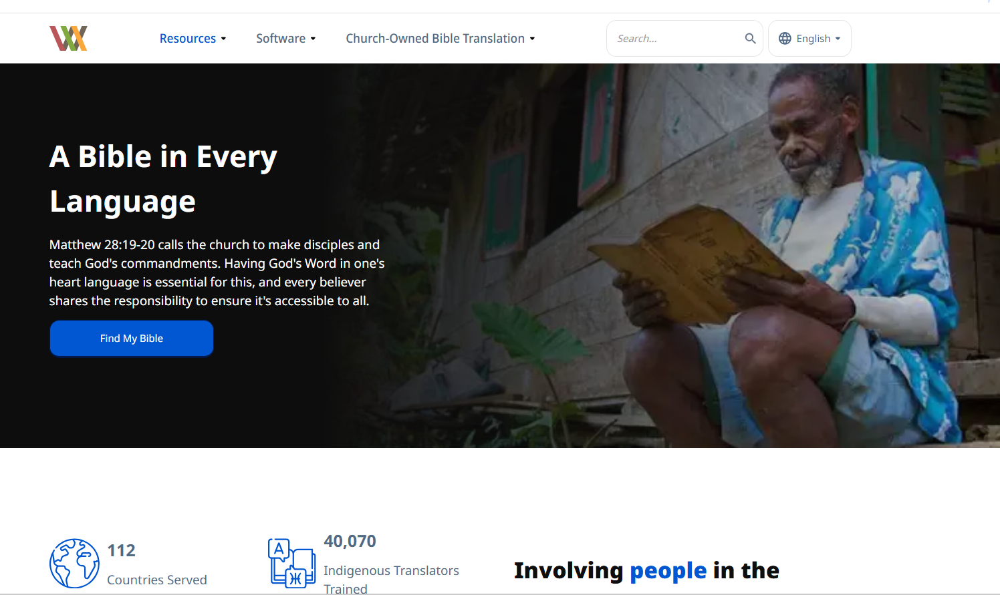 Resources
Software
Church-Owned Bible Translation
Search...
English
A Bible in Every
Language
Matthew 28:19-20 calls the church to make disciples and
teach God's commandments. Having God's Word in one's
heart language is essential for this, and every believer
shares the responsibility to ensure it's accessible to all.
Find My Bible
112
Countries Served
A
Ж
40,070
Indigenous Translators
Trained
Involving people in the